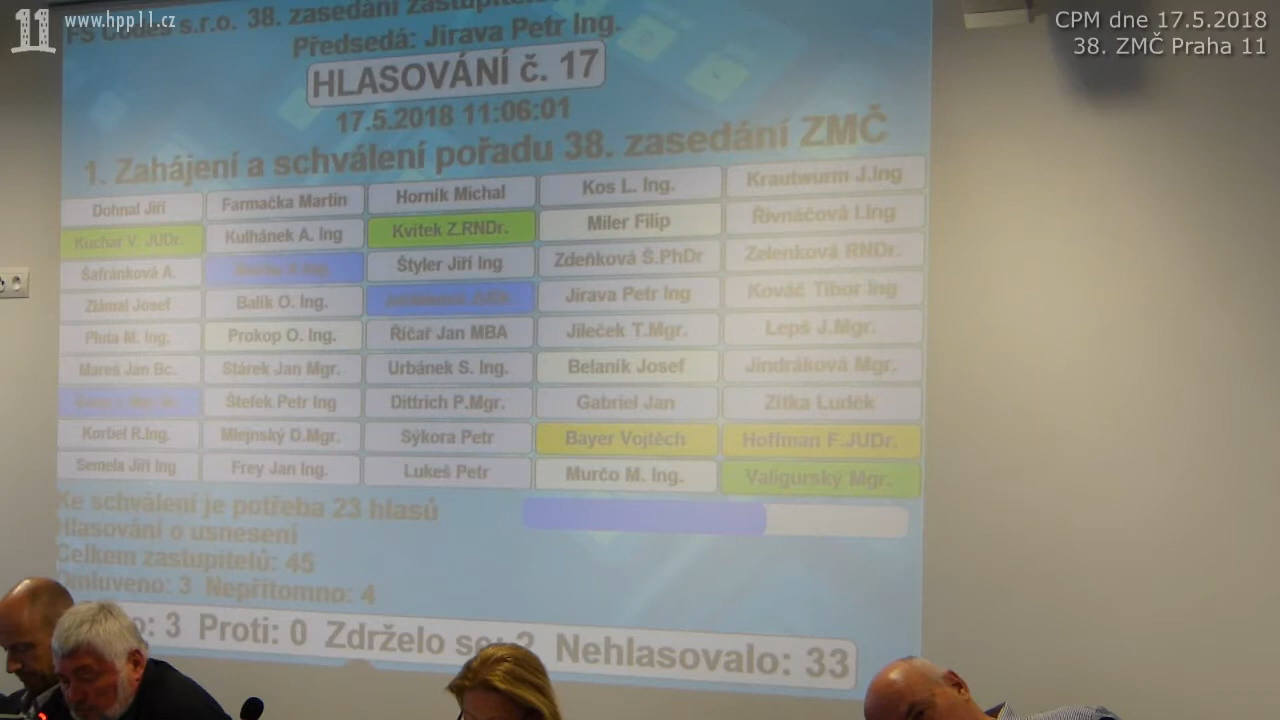 11 www.hpp11.cz
CPM dne 17.5.2018
38. ZMČ Praha 11
FS Codes s.r.o. 38. zasedání
Předsedá: Jirava Petr Ing.
HLASOVÁNÍ č. 17
17.5.2018 11:06:01
1. Zahájení a schválení pořadu 38. zasedání ZMČ
Dohnal Jiří Farmačka Martin Horník Michal Kos L. Ing. Krautwurm J.Ing
Kuchař V. JUDr. Kulhánek A. Ing Kvítek Z.RNDr. Miler Filip Řivnáčová Ling
Šafránková A. Štyler Jiří Ing Zdeňková Š.PhDr Zelenková RNDr.
Zlámal Josef Balík O. Ing. Jirava Petr Ing Kováč Tibor Ing
Pluta M. Ing. Prokop O. Ing. Říčař Jan MBA Jileček T.Mgr. Lepš J.Mgr.
Mareš Jan Bc. Stárek Jan Mgr. Urbánek S. Ing. Belaník Josef Jindráková Mgr.
Štefek Petr Ing Dittrich P.Mgr. Gabriel Jan Zítka Luděk
Korbel R.Ing. Mlejnský D.Mgr. Sýkora Petr Bayer Vojtěch Hoffman F.JUDr.
Semela Jiří Ing Frey Jan Ing. Lukeš Petr Murčo M. Ing. Valigurský Mgr.
Ke schválení je potřeba 23 hlasů
Hlasování o usnesení
Celkem zastupitelů: 45
Omluveno: 3 Nepřítomno: 4
3 Proti: 0 Zdrželo se: 2 Nehlasovalo: 33